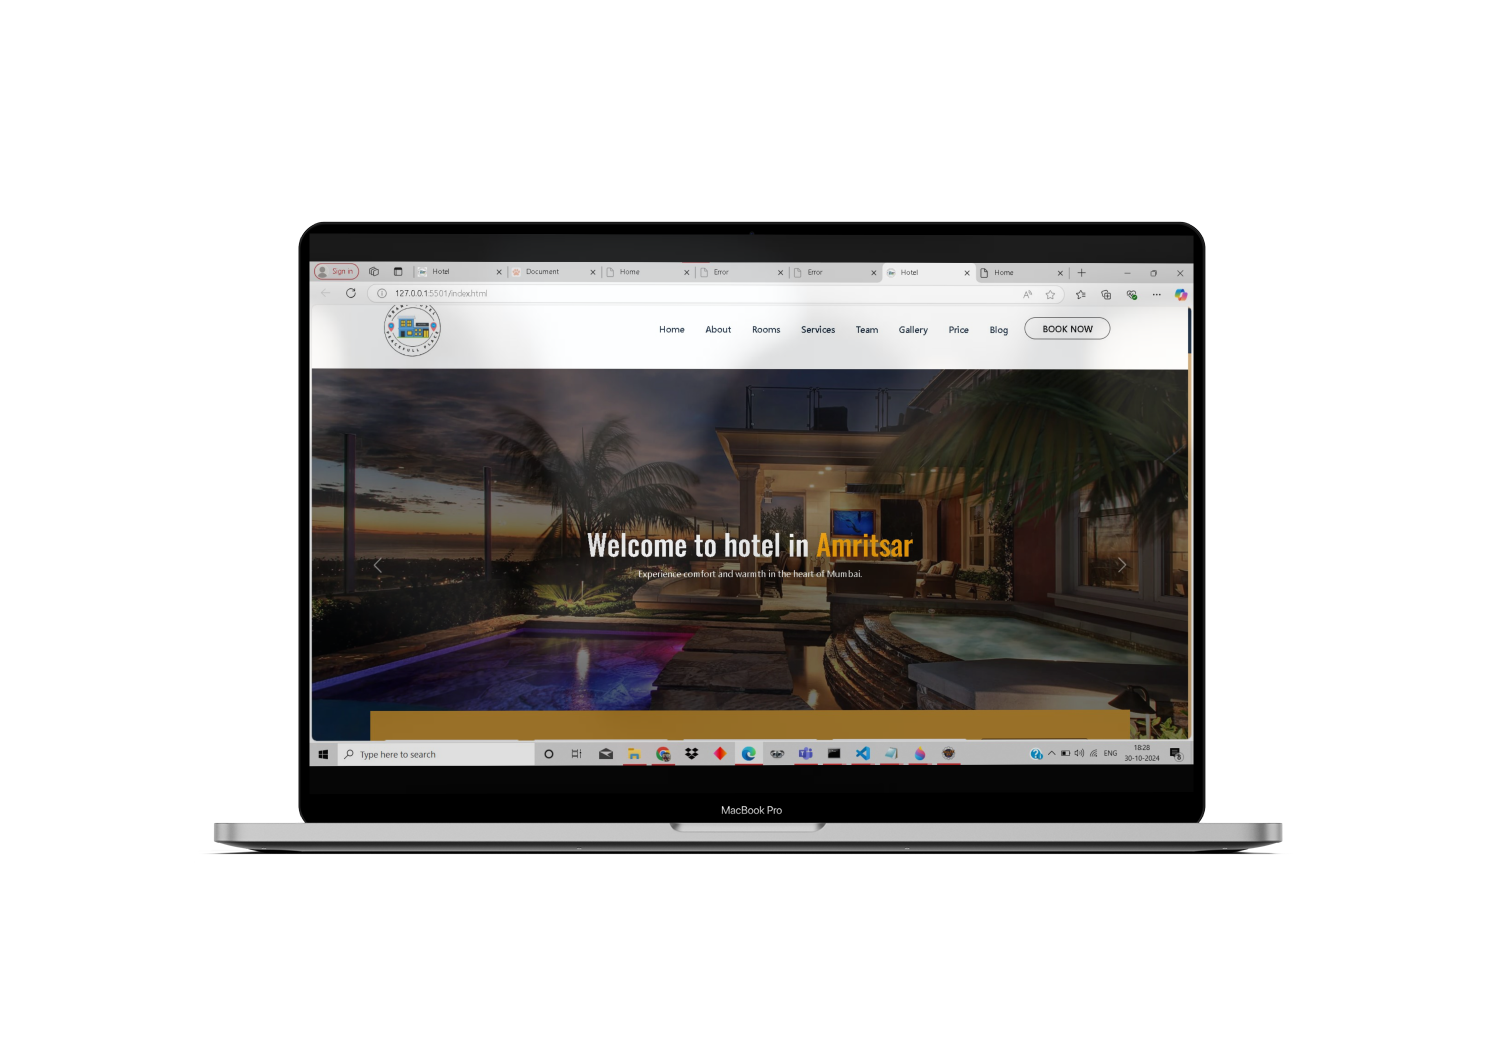 Sign in
Hotel
Document
Home
Error
Error
Hotel
Home
127.0.0.1:5501/index.html
PEACEFULL PLACE
Home
About
Rooms
Services
Team
Gallery
Price
Blog
BOOK NOW
Welcome to hotel in Amritsar
Experience comfort and warmth in the heart of Mumbai.
Type here to search
ENG
18:28
30-10-2024
MacBook Pro